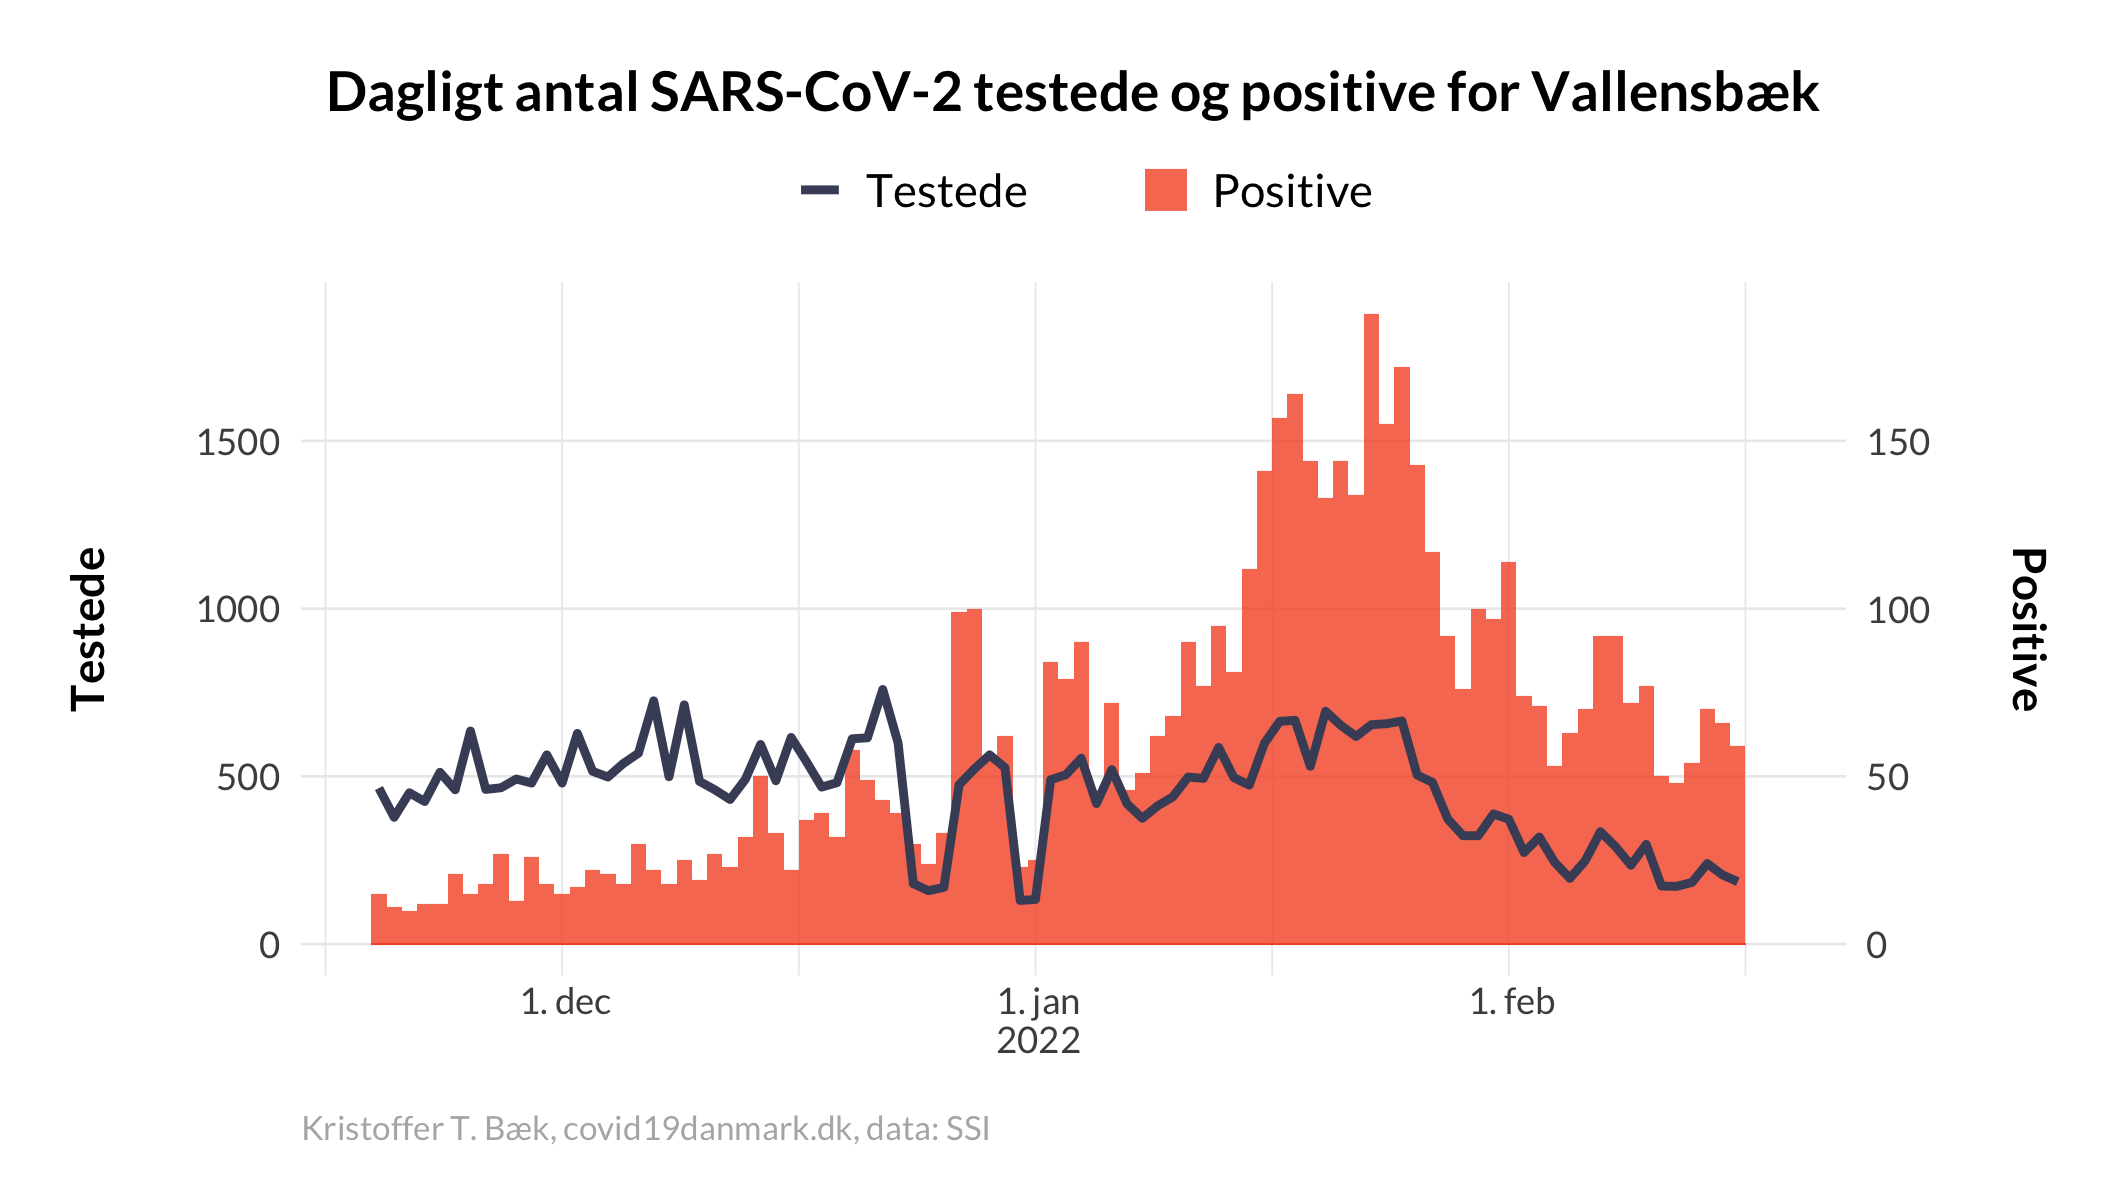 Dagligt antal SARS-CoV-2 testede og positive for Vallensbæk
Testede
Positive
Testede
1500
1000
500
0
150
100
50
0
Positive
1. dec
1. jan
2022
1. feb
Kristoffer T. Bæk, covid19danmark.dk, data: SSI